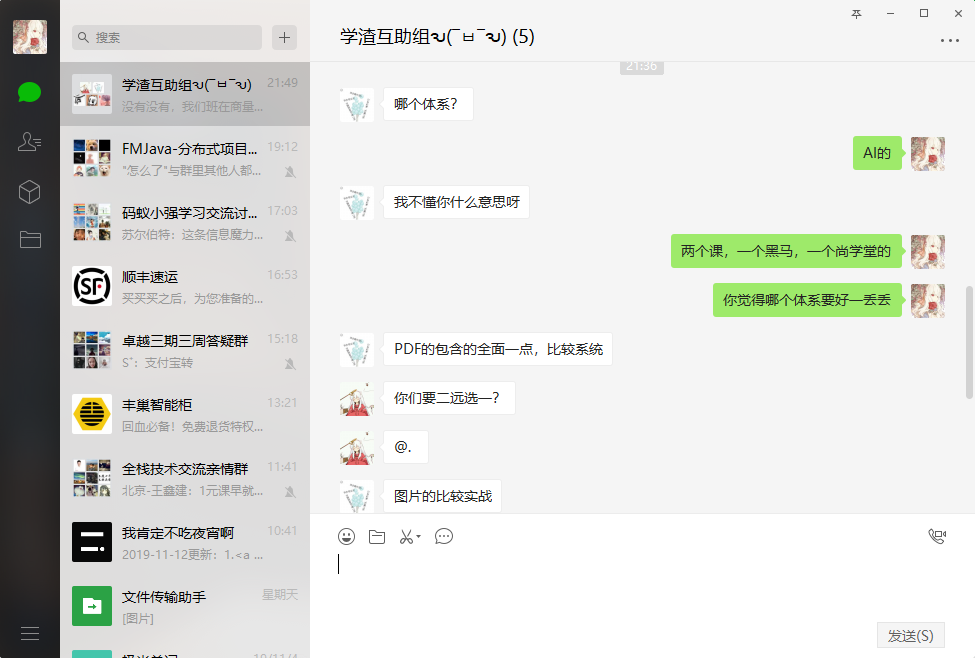 搜索
学渣互助组ԅ(¯ㅂ¯ԅ)
21:49
没有没有，我们班在商量...
FMJava-分布式项目...
19:12
"怎么了"与群里其他人都...
码蚁小强学习交流讨...
17:03
苏尔伯特：这条信息魔力...
顺丰速运
16:53
买买买之后，为您准备的...
卓越三期三周答疑群
15:18
S゛：支付宝转
丰巢智能柜
13:21
回血必备！免费退货特权...
全栈技术交流亲情群
11:41
北京-王鑫建：1元课早就...
我肯定不吃夜宵啊
10:41
2019-11-12更新：1.<a ...
文件传输助手
星期天
[图片]
学渣互助组ԅ(¯ㅂ¯ԅ) (5)
21:36
哪个体系？
AI的
我不懂你什么意思呀
两个课，一个黑马，一个尚学堂的
你觉得哪个体系要好一丢丢
PDF的包含的全面一点，比较系统
你们要二远选一？
@.
图片的比较实战
发送(S)